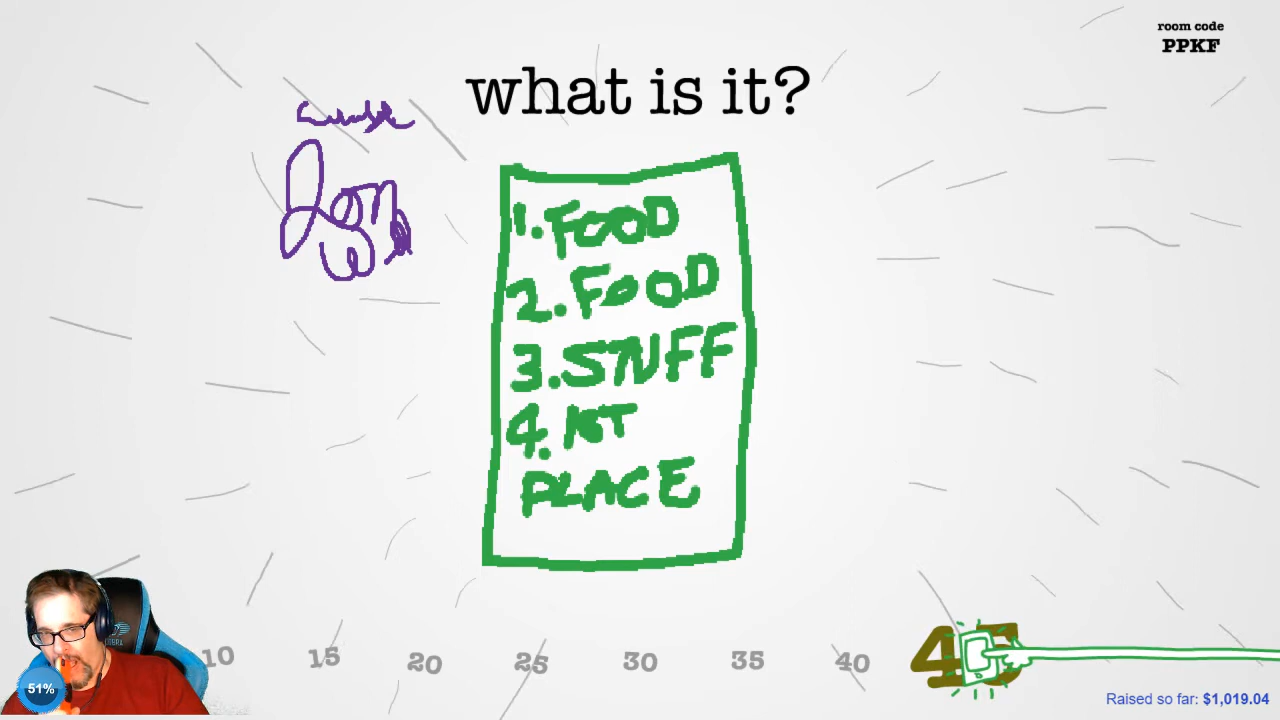 room code
PPKF
what is it?
1. FOOD
2. FOOD
3. STUFF
4. 1ST
PLACE
10 15 20 25 30 35 40 45
51%
Raised so far: $1,019.04